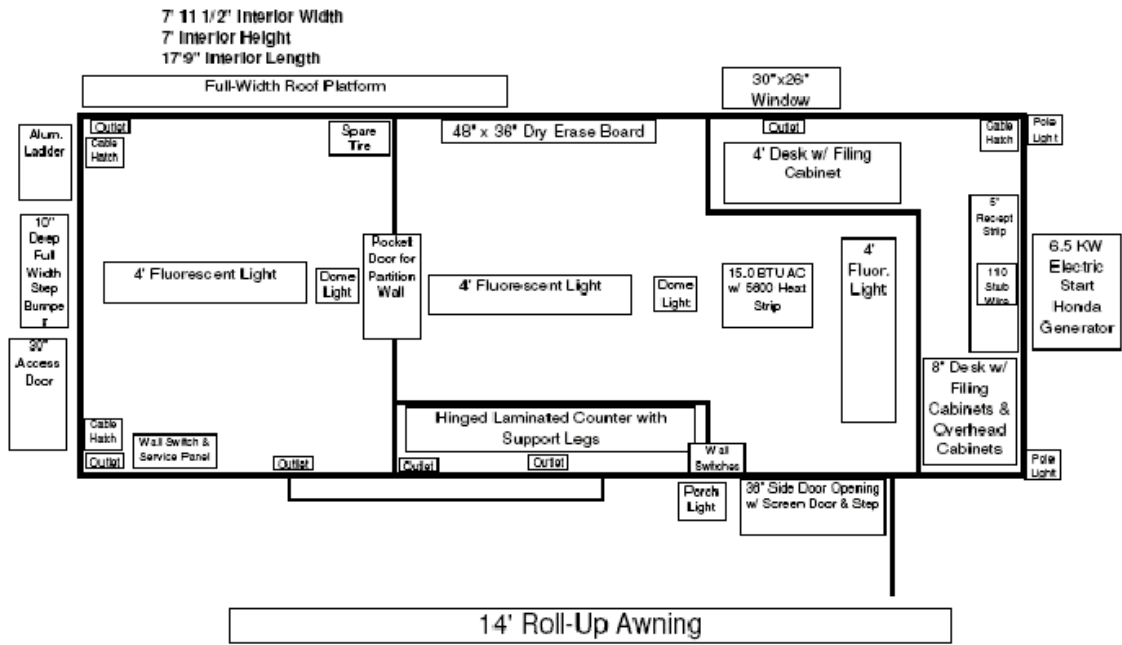 7' 11 1/2" Interior Width
7' Interior Height
17'9" Interior Length
Full-Width Roof Platform
30"x26"
Window
Alum.
Ladder
Outlet
Cable
Hatch
Spare
Tire
48" x 36" Dry Erase Board
Outlet
4' Desk w/ Filing
Cabinet
Cable
Hatch
Pole
Light
10"
Deep
Full
Width
Step
Bumpe
r
4' Fluorescent Light
Dome
Light
Pocket
Door for
Partition
Wall
4' Fluorescent Light
Dome
Light
15.0 BTU AC
w/ 5600 Heat
Strip
4'
Fluor.
Light
5'
Recept
Strip
110
Stub
Wire
6.5 KW
Electric
Start
Honda
Generator
30"
Access
Door
8" Desk w/
Filing
Cabinets &
Overhead
Cabinets
Cable
Hatch
Outlet
Wall Switch &
Service Panel
Outlet
Hinged Laminated Counter with
Support Legs
Outlet
Outlet
Wall
Switches
Pole
Light
Porch
Light
36" Side Door Opening
w/ Screen Door & Step
14' Roll-Up Awning